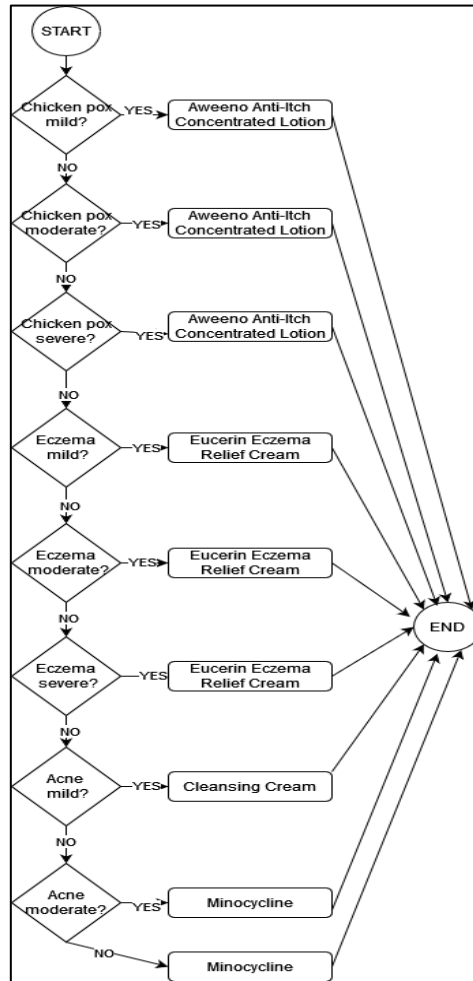 START
Chicken pox
mild?
YES
Aweeno Anti-Itch
Concentrated Lotion
NO
Chicken pox
moderate?
YES
Aweeno Anti-Itch
Concentrated Lotion
NO
Chicken pox
severe?
YES
Aweeno Anti-Itch
Concentrated Lotion
NO
Eczema
mild?
YES
Eucerin Eczema
Relief Cream
NO
Eczema
moderate?
YES
Eucerin Eczema
Relief Cream
END
NO
Eczema
severe?
YES
Eucerin Eczema
Relief Cream
NO
Acne
mild?
YES
Cleansing Cream
NO
Acne
moderate?
YES
Minocycline
NO
Minocycline